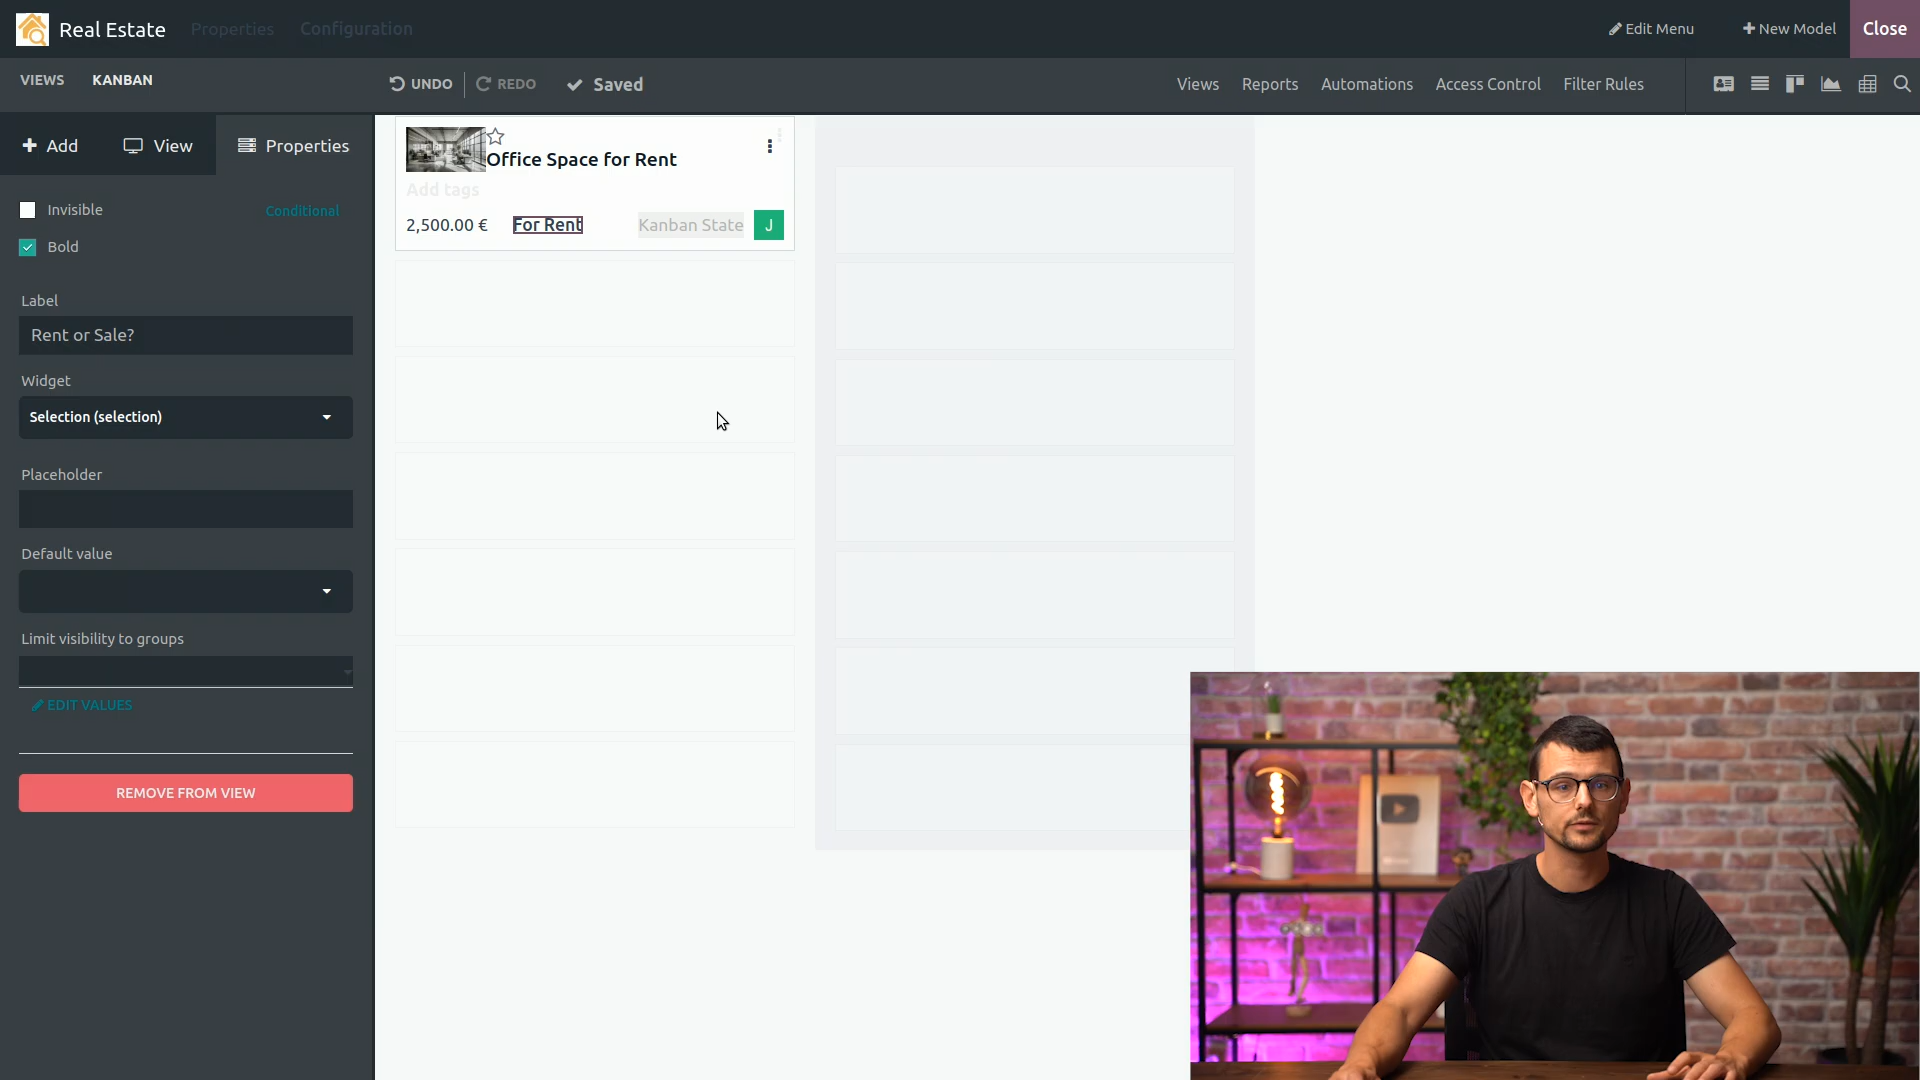 Real Estate
Properties
Configuration
Edit Menu
New Model
Close
VIEWS
KANBAN
UNDO
REDO
Saved
Views
Reports
Automations
Access Control
Filter Rules
Add
View
Properties
Invisible
Conditional
Bold
Label
Rent or Sale?
Widget
Selection (selection)
Placeholder
Default value
Limit visibility to groups
EDIT VALUES
REMOVE FROM VIEW
Office Space for Rent
Add tags
2,500.00 €
For Rent
Kanban State
J